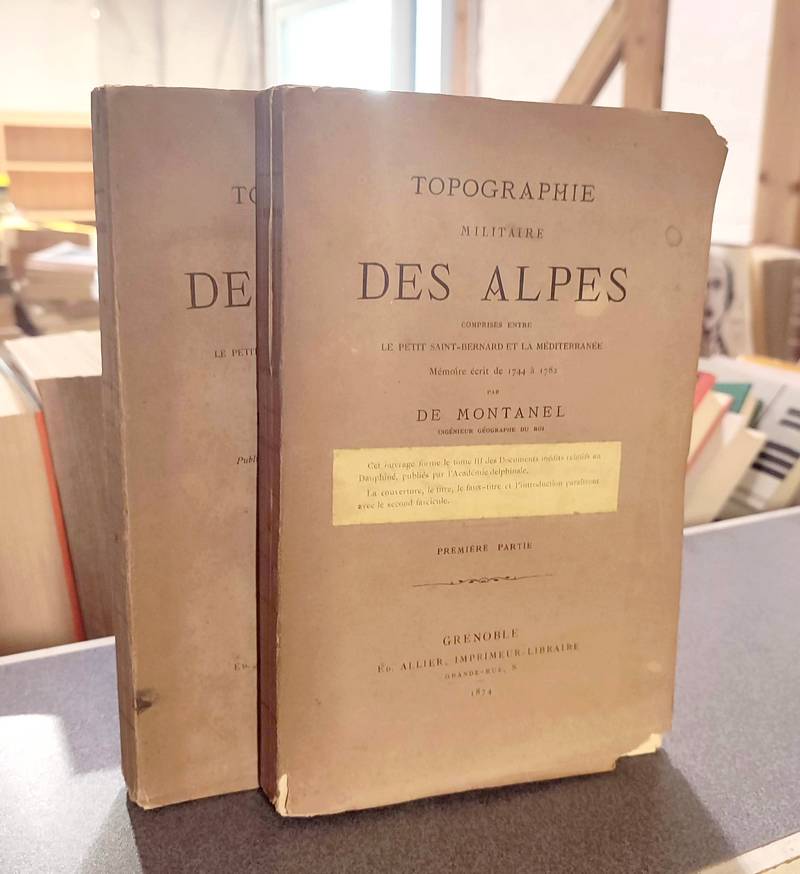 TO
DE
LE PETIT
Publi
ED.
TOPOGRAPHIE
MILITAIRE
DES ALPES
COMPRISES ENTRE
LE PETIT SAINT-BERNARD ET LA MÉDITERRANÉE
Mémoire écrit de 1744 à 1782
PAR
DE MONTANEL
INGÉNIEUR GÉOGRAPHE DU ROI
Cet ouvrage forme le tome III des Documents inédits relatifs au
Dauphiné, publiés par l'Académie delphinale.
La couverture, le titre, le faux-titre et l'introduction paraîtront
avec le second fascicule.
PREMIÈRE PARTIE
GRENOBLE
ÉD. ALLIER, IMPRIMEUR-LIBRAIRE
GRANDE-RUE, 8
1874